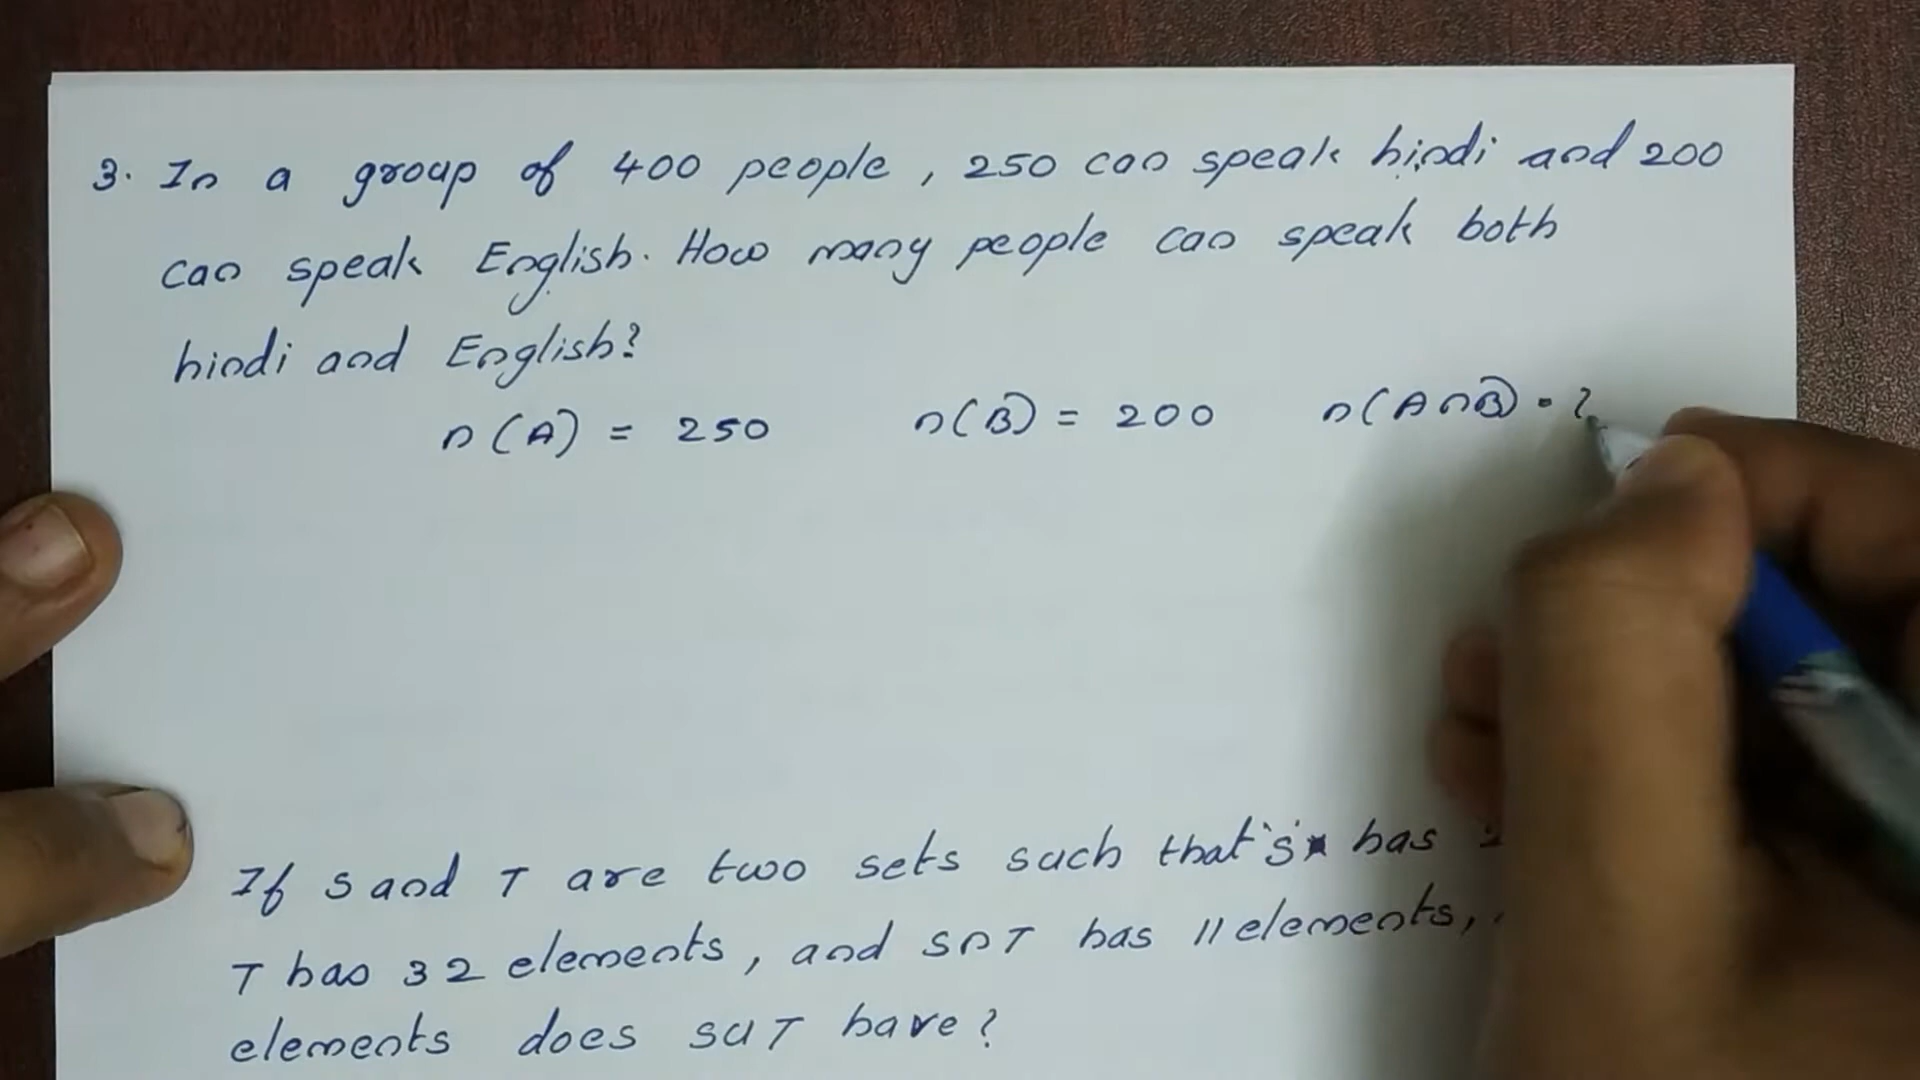 3. In a group of 400 people, 250 can speak hindi and 200
can speak English. How many people can speak both
hindi and English?
n(A) = 250 n(B) = 200 n(A∩B) = ?
If S and T are two sets such that 'S' has
T has 32 elements, and S∩T has 11 elements,
elements does SUT have?